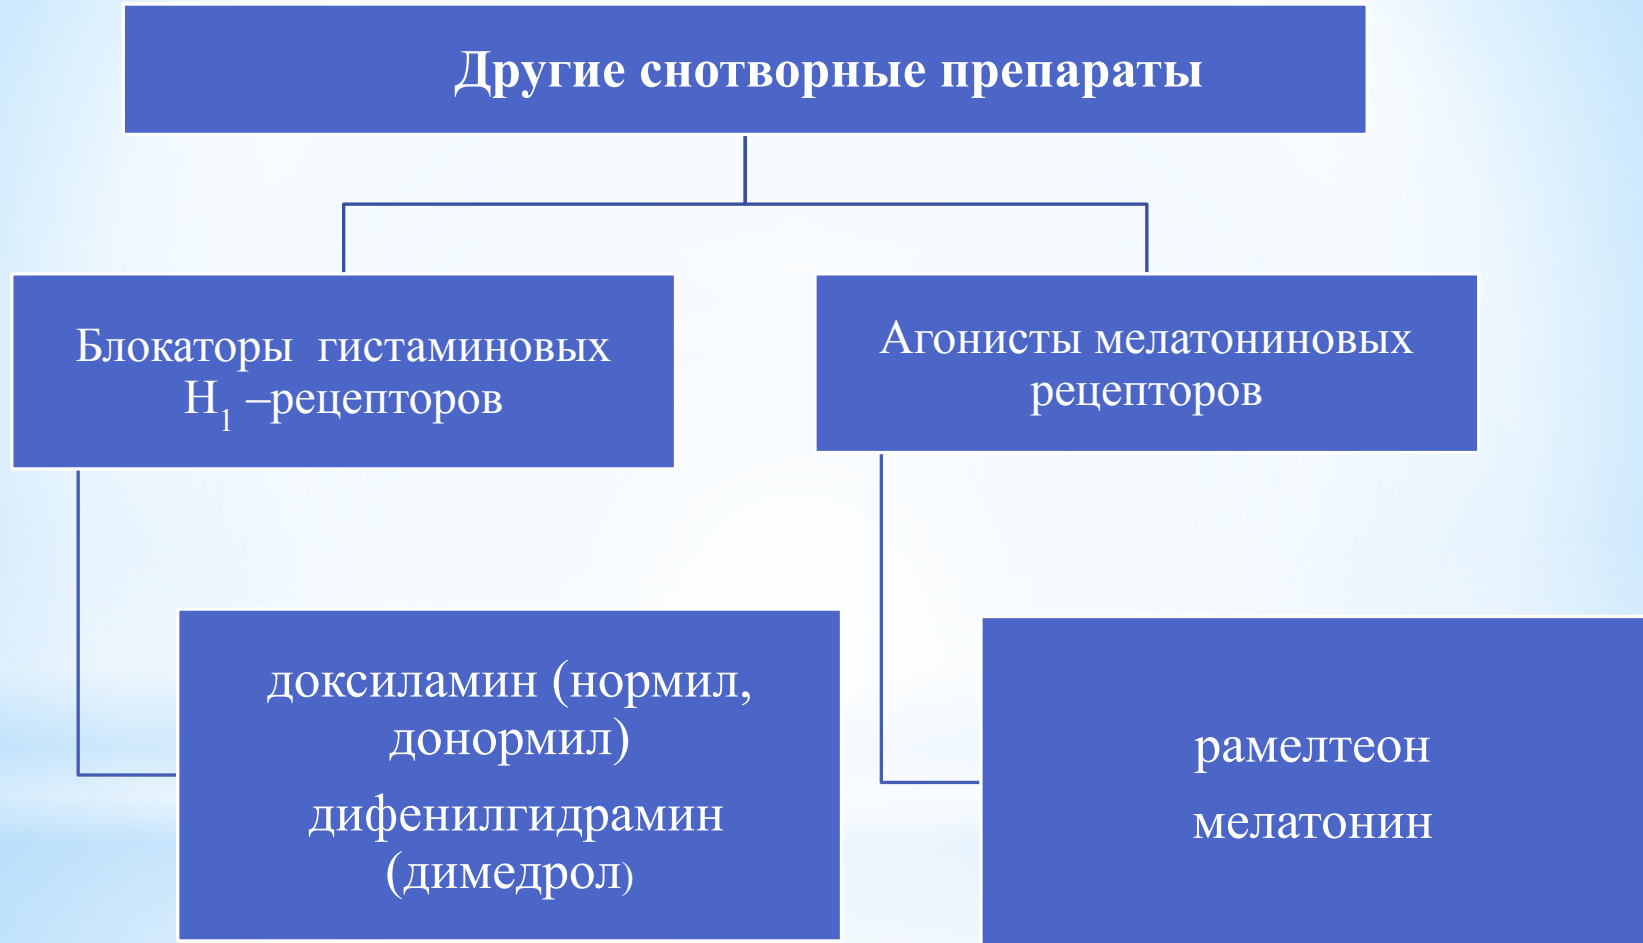 Другие снотворные препараты
Блокаторы гистаминовых
H₁ –рецепторов
Агонисты мелатониновых
рецепторов
доксиламин (нормил,
донормил)
дифенилгидрамин
(димедрол)
рамелтеон
мелатонин